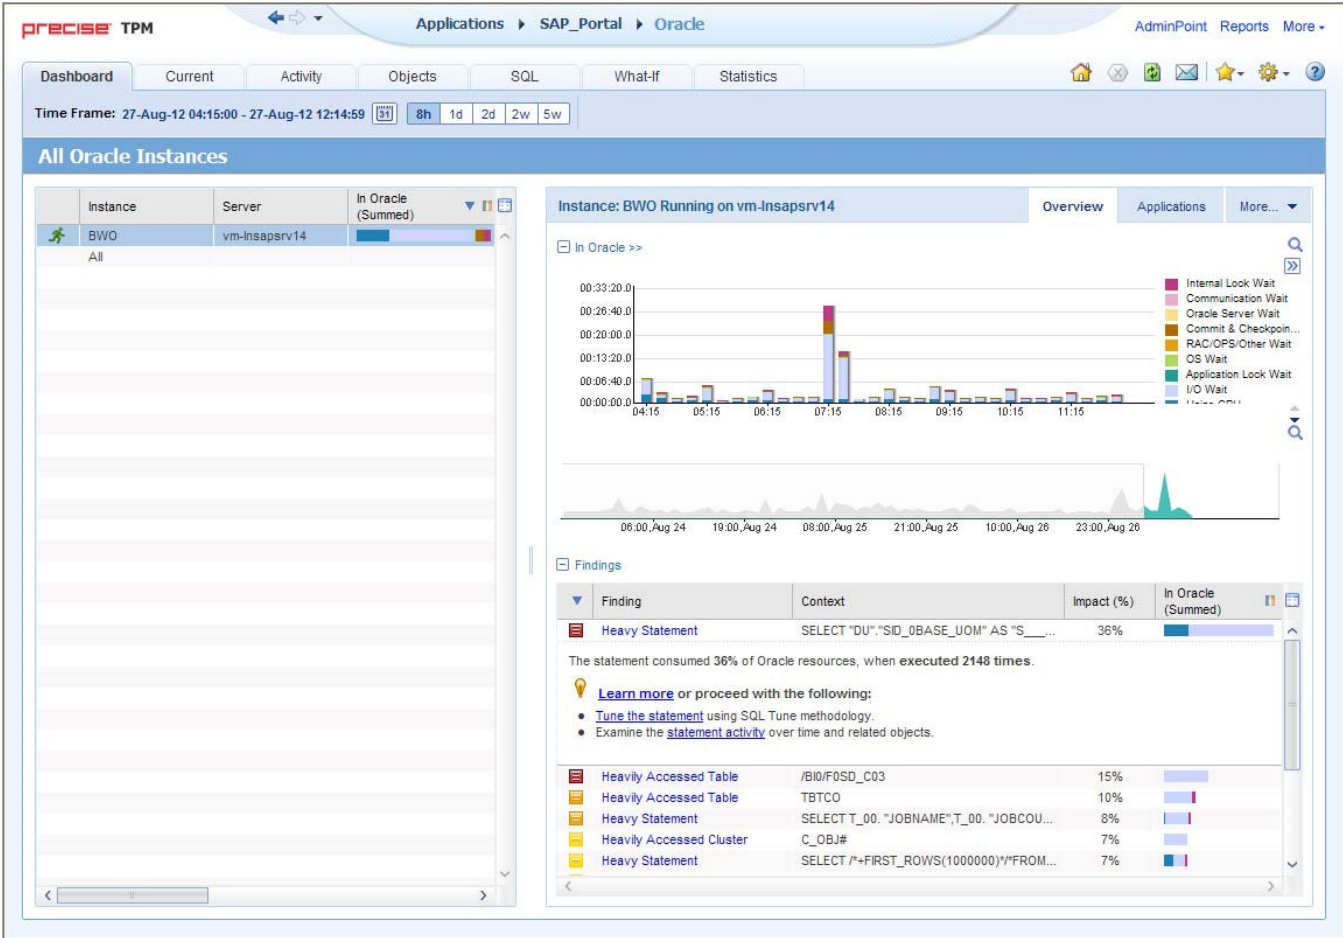 precise TPM
Applications SAP_Portal Oracle
AdminPoint Reports More
Dashboard Current Activity Objects SQL What-If Statistics
Time Frame: 27-Aug-12 04:15:00 - 27-Aug-12 12:14:59 31 8h 1d 2d 2w 5w
All Oracle Instances
Instance Server In Oracle (Summed)
BWO vm-lnsapsrv14
All
Instance: BWO Running on vm-lnsapsrv14 Overview Applications More...
In Oracle >>
00:33:20.0
00:26:40.0
00:20:00.0
00:13:20.0
00:06:40.0
00:00:00.0
04:15 05:15 06:15 07:15 08:15 09:15 10:15 11:15
Internal Lock Wait
Communication Wait
Oracle Server Wait
Commit & Checkpoin...
RAC/OPS/Other Wait
OS Wait
Application Lock Wait
I/O Wait
06:00,Aug 24 19:00,Aug 24 08:00,Aug 25 21:00,Aug 25 10:00,Aug 26 23:00,Aug 26
Findings
Finding Context Impact (%) In Oracle (Summed)
Heavy Statement SELECT "DU"."SID_0BASE_UOM" AS "S___... 36%
The statement consumed 36% of Oracle resources, when executed 2148 times.
Learn more or proceed with the following:
• Tune the statement using SQL Tune methodology.
• Examine the statement activity over time and related objects.
Heavily Accessed Table /BI0/F0SD_C03 15%
Heavily Accessed Table TBTCO 10%
Heavy Statement SELECT T_00. "JOBNAME",T_00. "JOBCOU... 8%
Heavily Accessed Cluster C_OBJ# 7%
Heavy Statement SELECT /*+FIRST_ROWS(1000000)*/*FROM... 7%